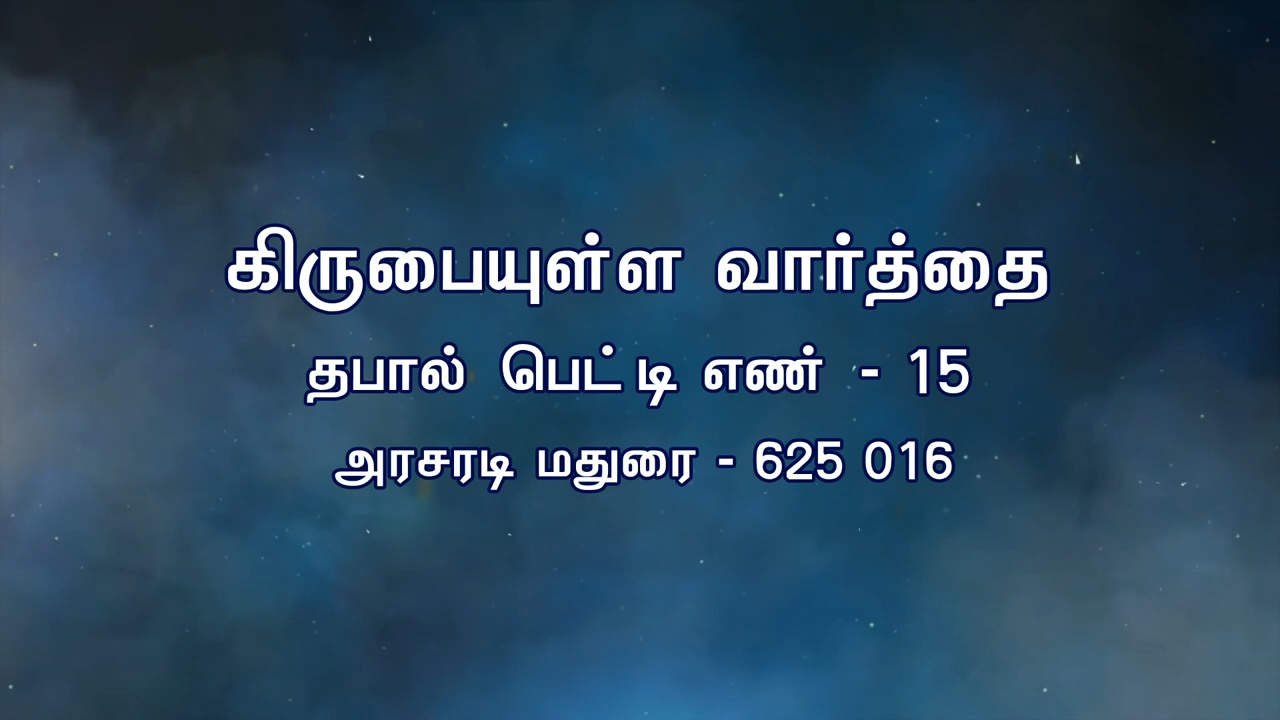 கிருபையுள்ள வார்த்தை
தபால் பெட்டி எண் - 15
அரசரடி மதுரை - 625 016